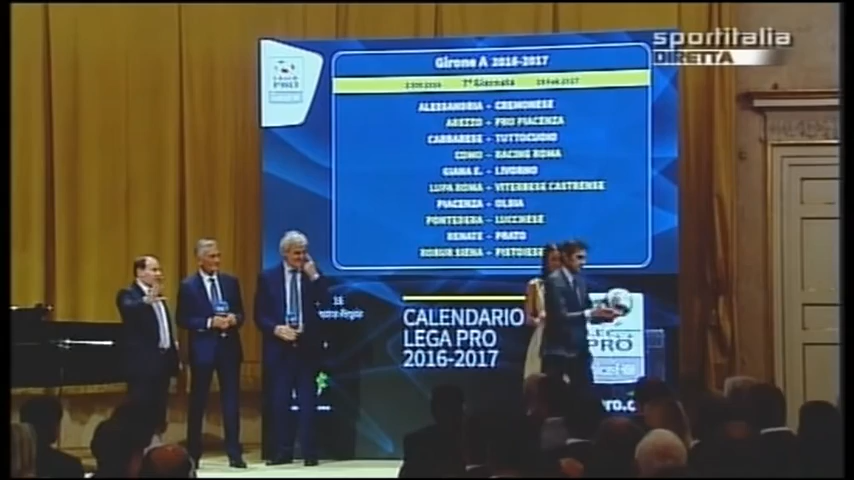 sportitalia
DIRETTA
Girone A 2016-2017
7ª Giornata
ALESSANDRIA - CREMONESE
AREZZO - PRO PIACENZA
CARRARESE - TUTTOCUOIO
COMO - RACING ROMA
GIANA E. - LIVORNO
LUPA ROMA - VITERBESE CASTRENSE
PIACENZA - OLBIA
PONTEDERA - LUCCHESE
RENATE - PRATO
ROBUR SIENA - PISTOIESE
16
CALENDARIO
LEGA PRO
2016-2017
PRO